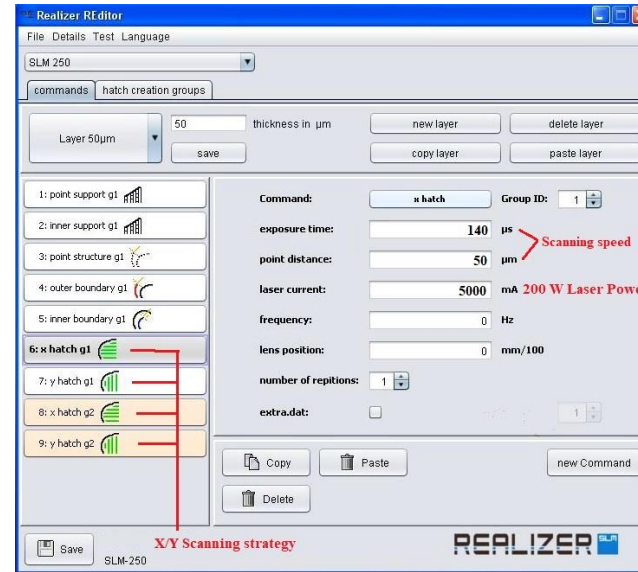 Realizer REditor
File Details Test Language
SLM 250
commands hatch creation groups
Layer 50µm
50 thickness in µm
save
new layer delete layer
copy layer paste layer
1: point support g1
2: inner support g1
3: point structure g1
4: outer boundary g1
5: inner boundary g1
6: x hatch g1
7: y hatch g1
8: x hatch g2
9: y hatch g2
Command: x hatch Group ID: 1
exposure time: 140 µs
Scanning speed
point distance: 50 µm
laser current: 5000 mA 200 W Laser Powe
frequency: 0 Hz
lens position: 0 mm/100
number of repitions: 1
extra.dat: 1
Copy Paste new Command
Delete
X/Y Scanning strategy
Save SLM-250
REALIZER SLM